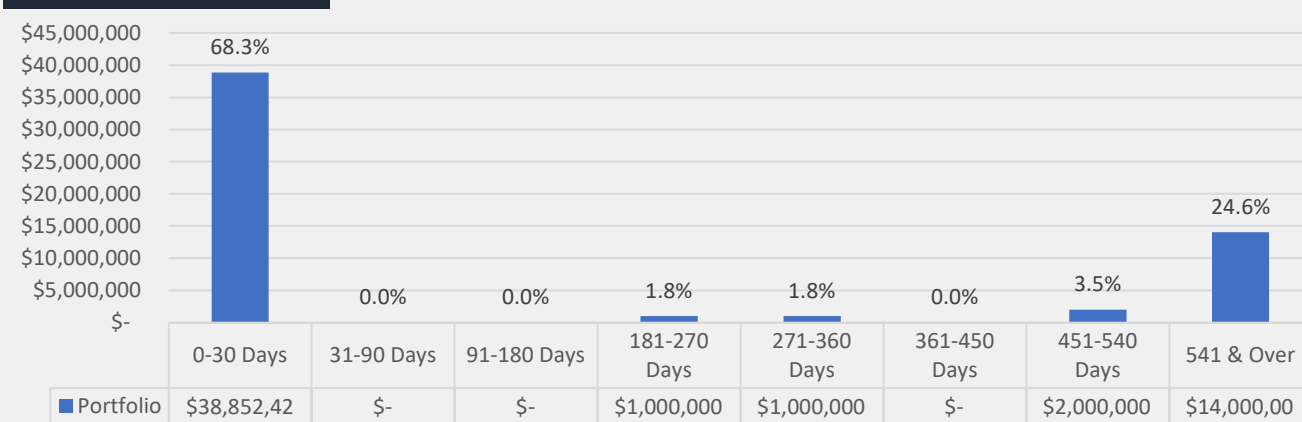 $45,000,000
$40,000,000
$35,000,000
$30,000,000
$25,000,000
$20,000,000
$15,000,000
$10,000,000
$5,000,000
$-
68.3%
0.0%
0.0%
1.8%
1.8%
0.0%
3.5%
24.6%
0-30 Days
31-90 Days
91-180 Days
181-270
Days
271-360
Days
361-450
Days
451-540
Days
541 & Over
Portfolio $38,852,42 $- $- $1,000,000 $1,000,000 $- $2,000,000 $14,000,00